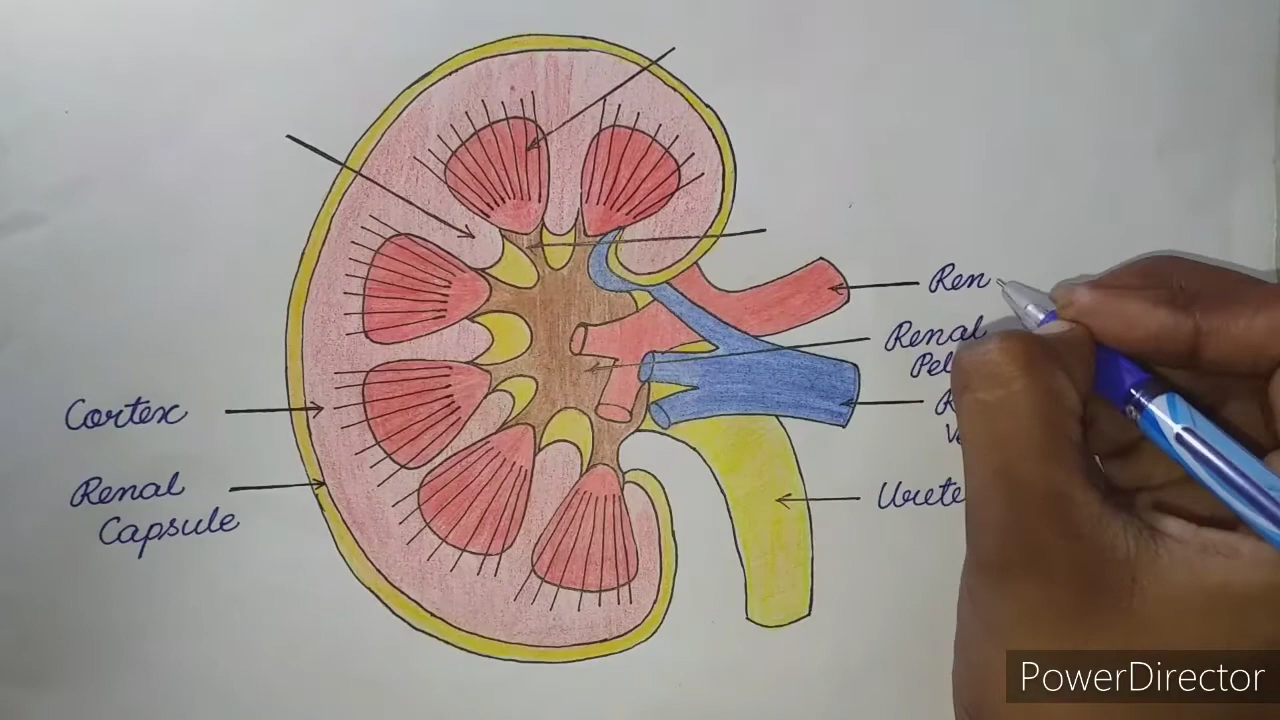 Cortex
Renal
Capsule
Ren
Renal
Pel
Urete
PowerDirector